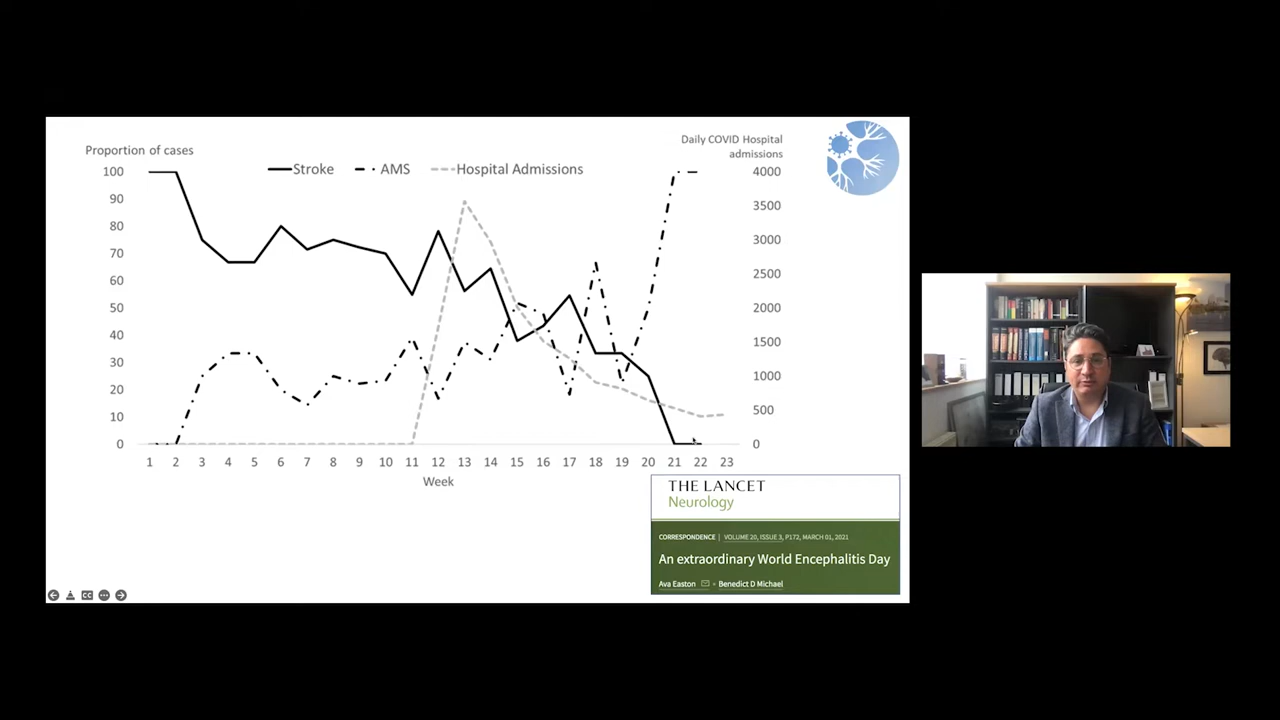 Proportion of cases
Daily COVID Hospital
admissions
Stroke AMS Hospital Admissions
100
90
80
70
60
50
40
30
20
10
0
4000
3500
3000
2500
2000
1500
1000
500
0
1 2 3 4 5 6 7 8 9 10 11 12 13 14 15 16 17 18 19 20 21 22 23
Week
THE LANCET
Neurology
CORRESPONDENCE | VOLUME 20, ISSUE 3, P172, MARCH 01, 2021
An extraordinary World Encephalitis Day
Ava Easton • Benedict D Michael
CC